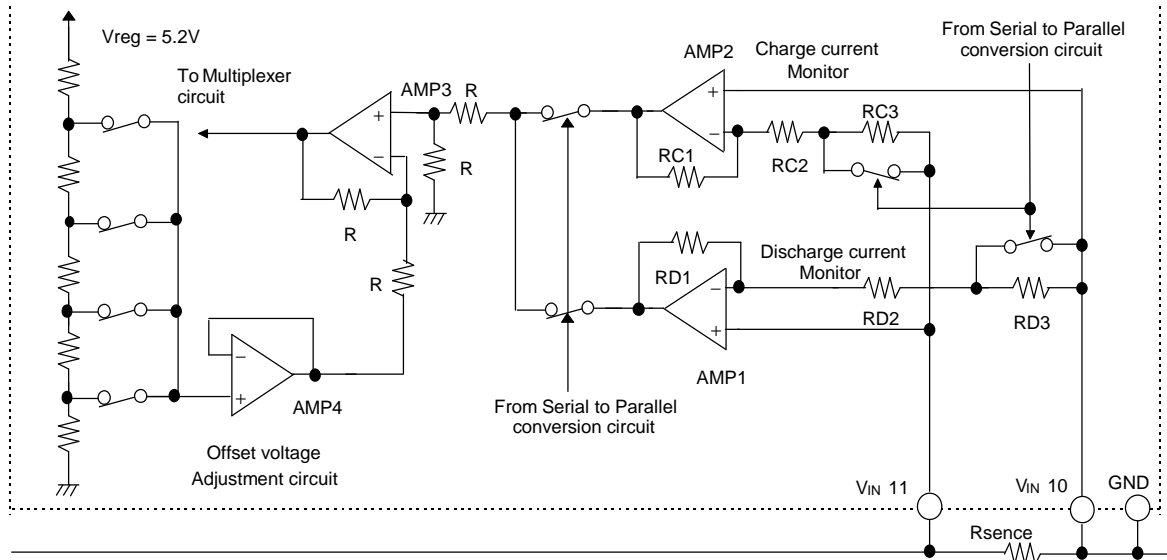 Vreg = 5.2V
To Multiplexer
circuit
AMP3
R
R
R
R
+
−
AMP2
+
−
Charge current
Monitor
RC1
RC2
RC3
From Serial to Parallel
conversion circuit
RD1
Discharge current
Monitor
−
+
AMP1
RD2
RD3
−
+
AMP4
Offset voltage
Adjustment circuit
From Serial to Parallel
conversion circuit
VIN 11
VIN 10
GND
Rsence